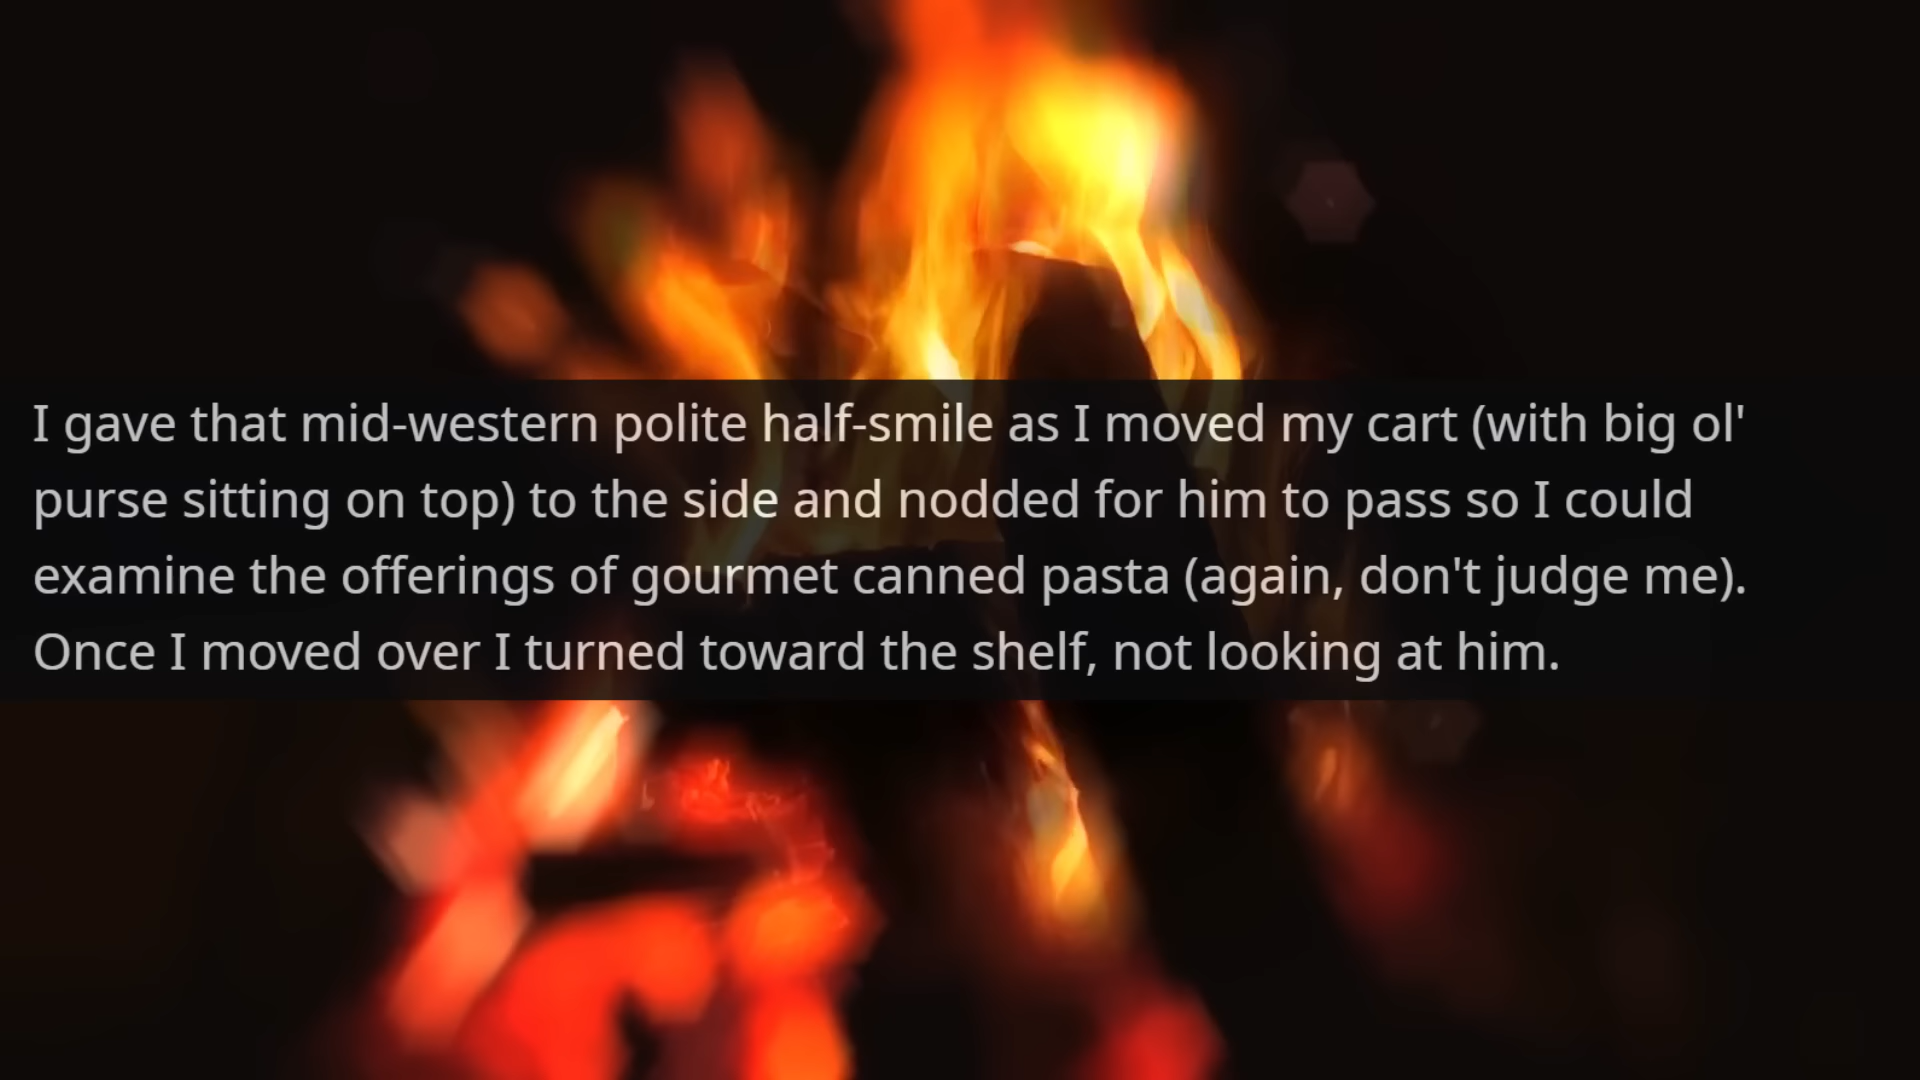 I gave that mid-western polite half-smile as I moved my cart (with big ol'
purse sitting on top) to the side and nodded for him to pass so I could
examine the offerings of gourmet canned pasta (again, don't judge me).
Once I moved over I turned toward the shelf, not looking at him.